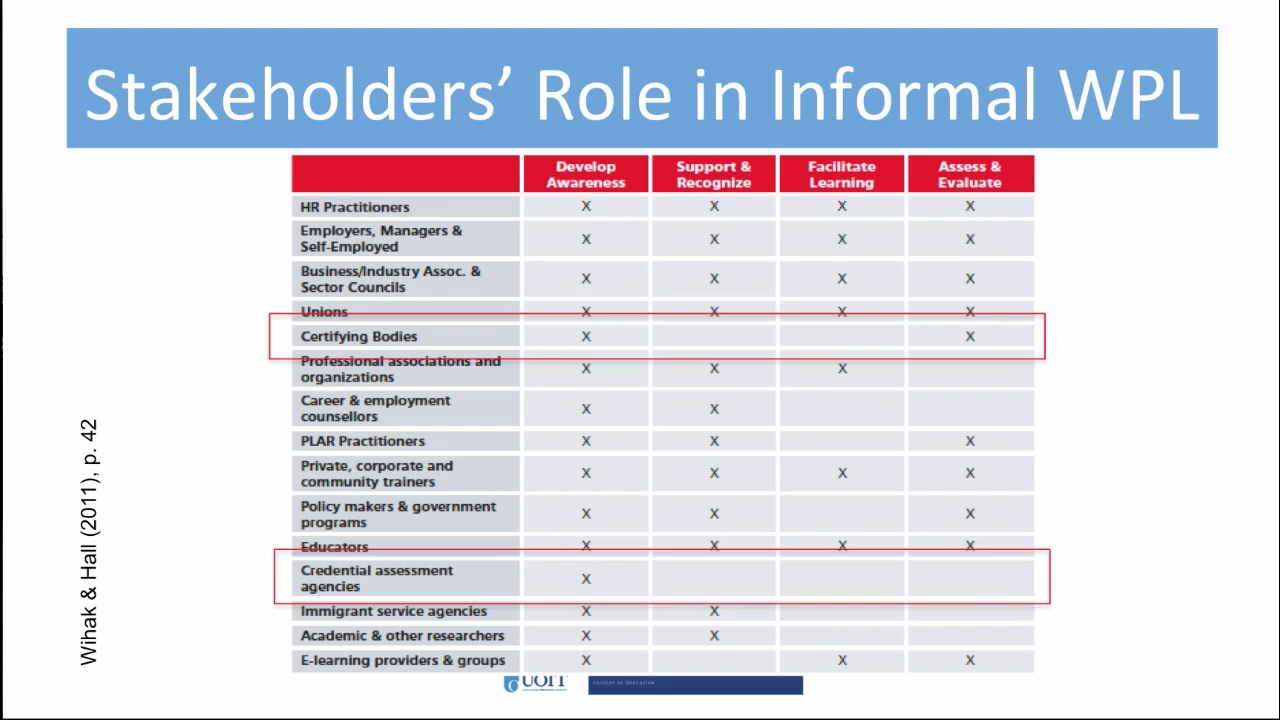 Stakeholders’ Role in Informal WPL
Develop Awareness Support & Recognize Facilitate Learning Assess & Evaluate
HR Practitioners X X X X
Employers, Managers &
Self-Employed X X X X
Business/Industry Assoc. &
Sector Councils X X X X
Unions X X X X
Certifying Bodies X X
Professional associations and
organizations X X X
Career & employment
counsellors X X
PLAR Practitioners X X X
Private, corporate and
community trainers X X X X
Policy makers & government
programs X X X
Educators X X X X
Credential assessment
agencies X
Immigrant service agencies X X
Academic & other researchers X X
E-learning providers & groups X X X
Wihak & Hall (2011), p. 42
UOIT
FACULTY OF EDUCATION